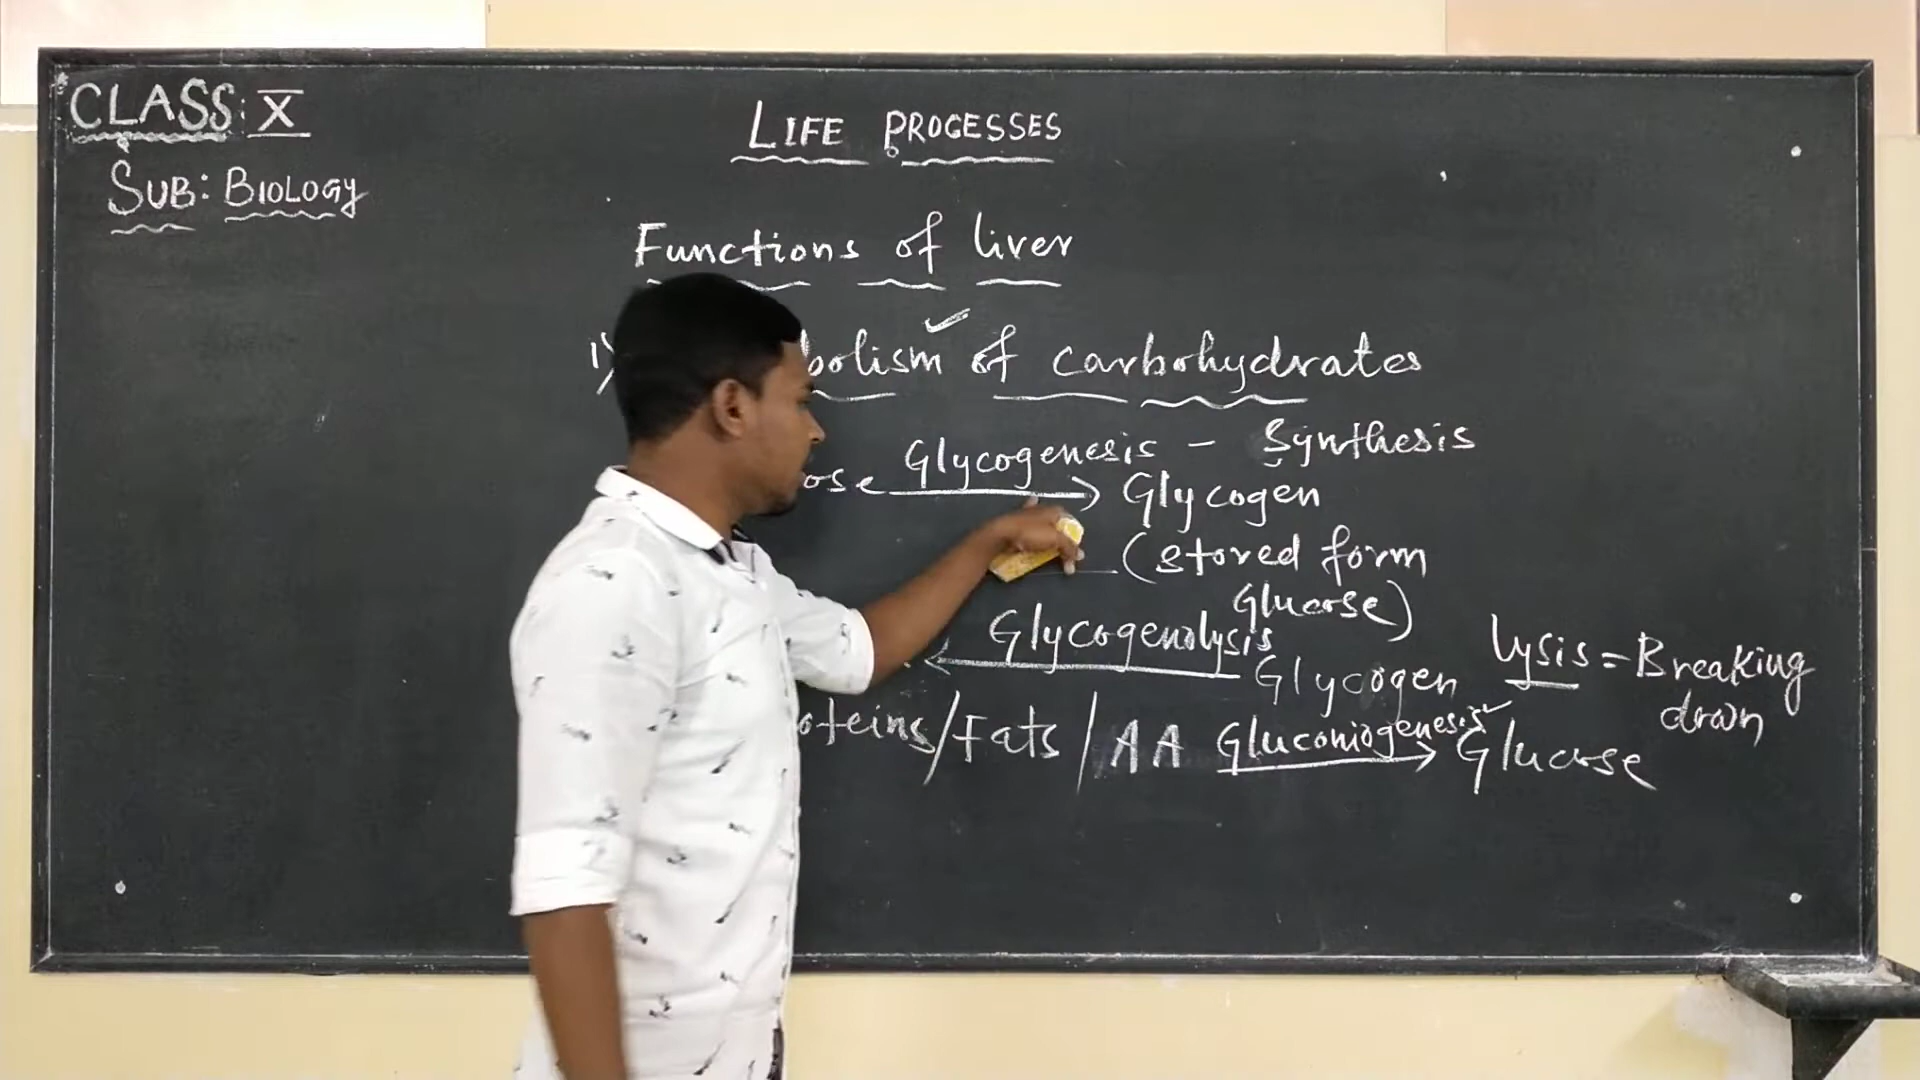 CLASS: X
SUB: BIOLOGY
LIFE PROCESSES
Functions of liver
1) bolism of carbohydrates
Glycogenesis - Synthesis
ose → Glycogen
(stored form
Glucose)
Glycogenolysis
← Glycogen
lysis = Breaking
down
oteins/Fats/AA Gluconiogenesis → Glucose